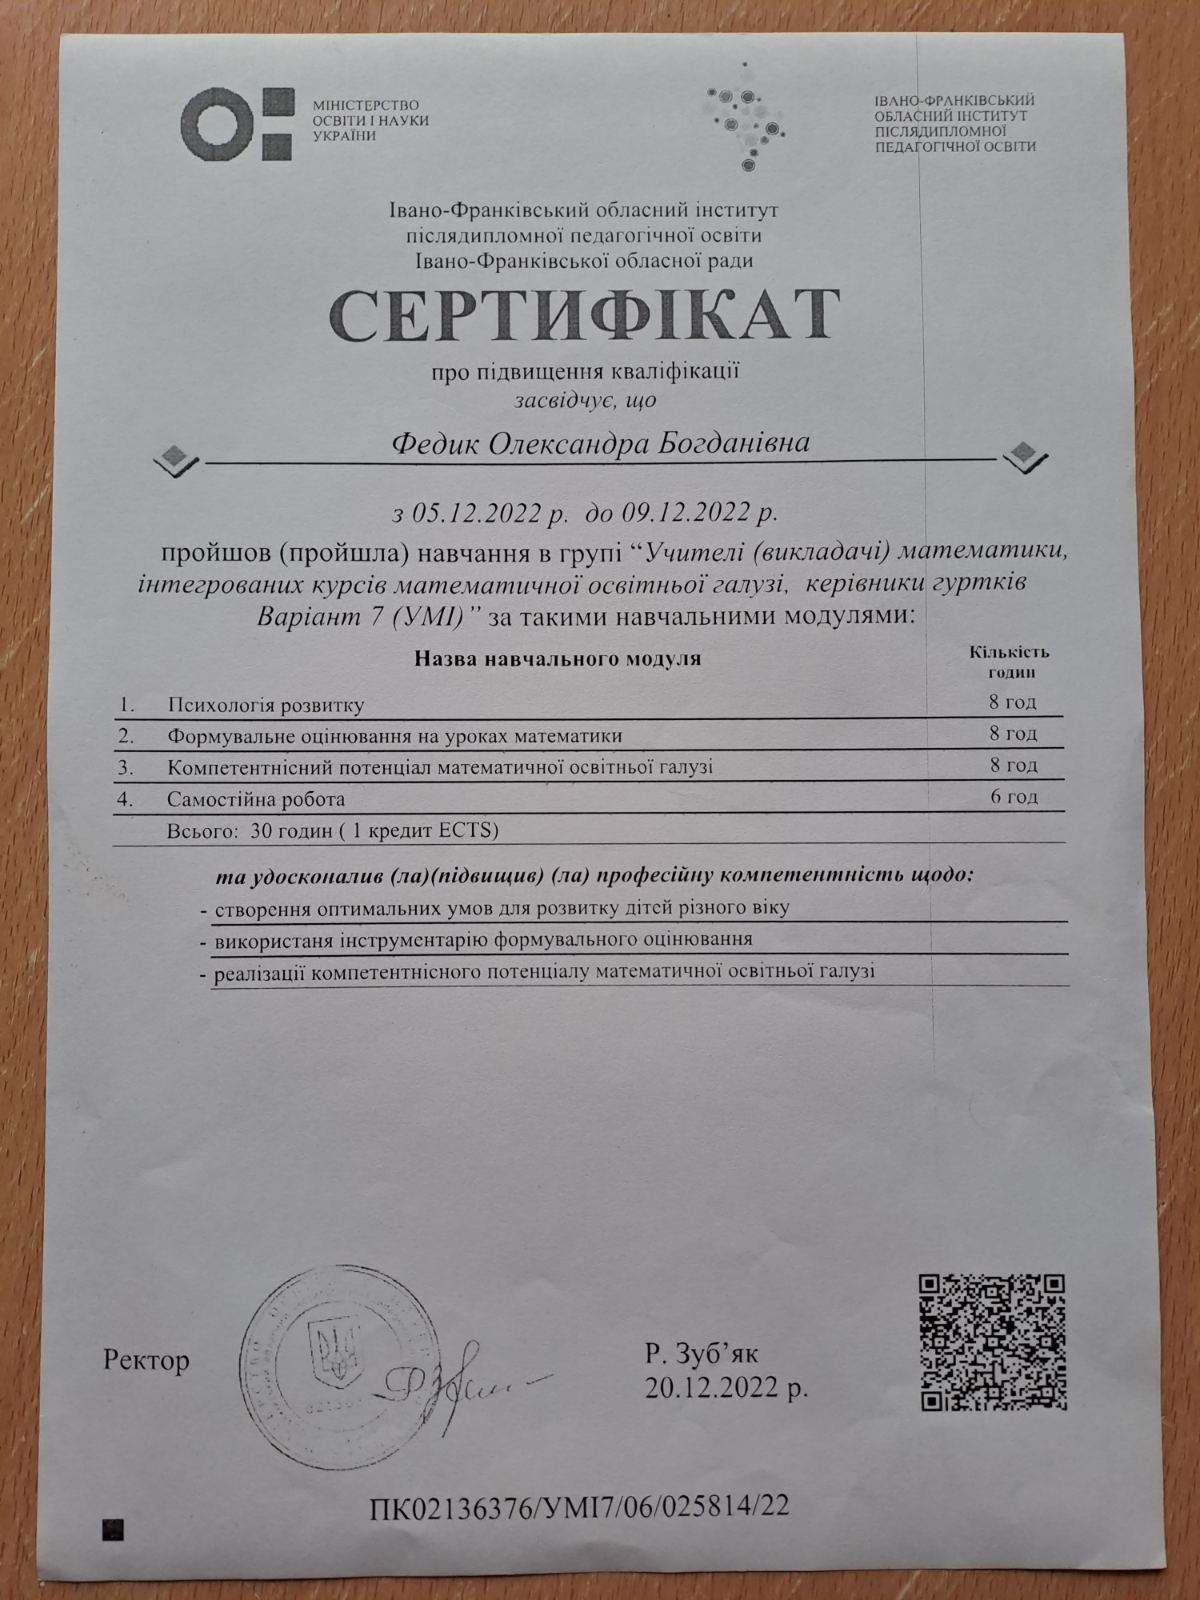 МІНІСТЕРСТВО
ОСВІТИ І НАУКИ
УКРАЇНИ
ІВАНО-ФРАНКІВСЬКИЙ
ОБЛАСНИЙ ІНСТИТУТ
ПІСЛЯДИПЛОМНОЇ
ПЕДАГОГІЧНОЇ ОСВІТИ
Івано-Франківський обласний інститут
післядипломної педагогічної освіти
Івано-Франківської обласної ради
СЕРТИФІКАТ
про підвищення кваліфікації
засвідчує, що
Федик Олександра Богданівна
з 05.12.2022 р. до 09.12.2022 р.
пройшов (пройшла) навчання в групі “Учителі (викладачі) математики,
інтегрованих курсів математичної освітньої галузі, керівники гуртків
Варіант 7 (УМІ)” за такими навчальними модулями:
Назва навчального модуля Кількість
годин
1. Психологія розвитку 8 год
2. Формувальне оцінювання на уроках математики 8 год
3. Компетентнісний потенціал математичної освітньої галузі 8 год
4. Самостійна робота 6 год
Всього: 30 годин ( 1 кредит ECTS)
та удосконалив (ла)(підвищив) (ла) професійну компетентність щодо:
- створення оптимальних умов для розвитку дітей різного віку
- використаня інструментарію формувального оцінювання
- реалізації компетентнісного потенціалу математичної освітньої галузі
Ректор
Р. Зуб’як
20.12.2022 р.
ПК02136376/УМІ7/06/025814/22